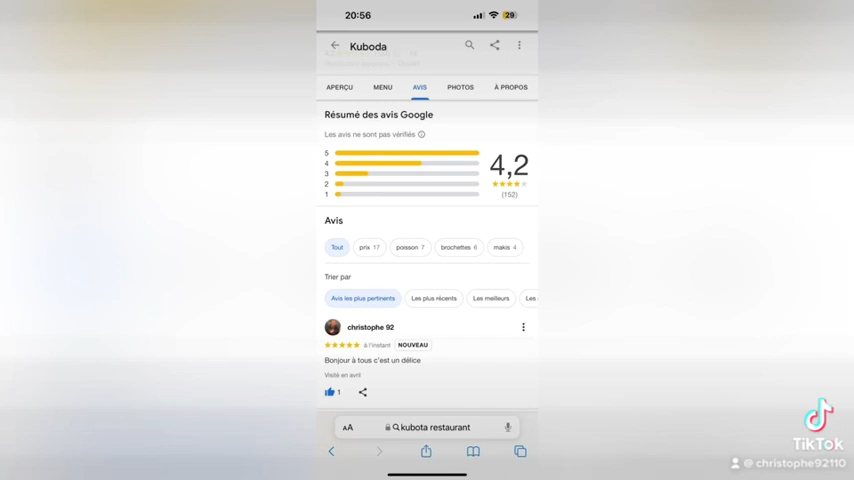 20:56
29
Kuboda
APERÇU MENU AVIS PHOTOS À PROPOS
Résumé des avis Google
Les avis ne sont pas vérifiés
5
4
3
2
1
4,2
(152)
Avis
Tout prix 17 poisson 7 brochettes 6 makis 4
Trier par
Avis les plus pertinents Les plus récents Les meilleurs Les
christophe 92
à l'instant NOUVEAU
Bonjour à tous c'est un délice
Visité en avril
1
AA kubota restaurant
TikTok
@christophe92110